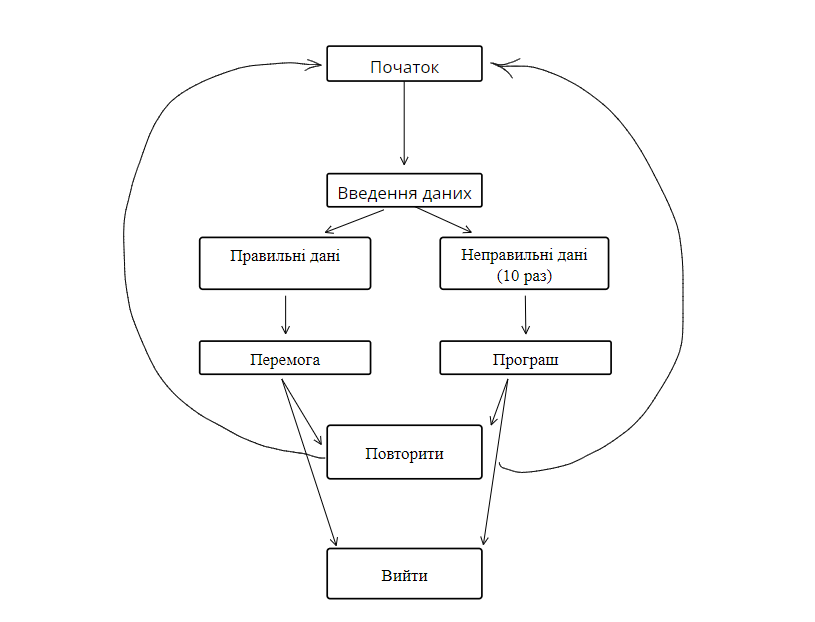 Початок
Введення даних
Правильні дані
Неправильні дані
(10 раз)
Перемога
Програш
Повторити
Вийти